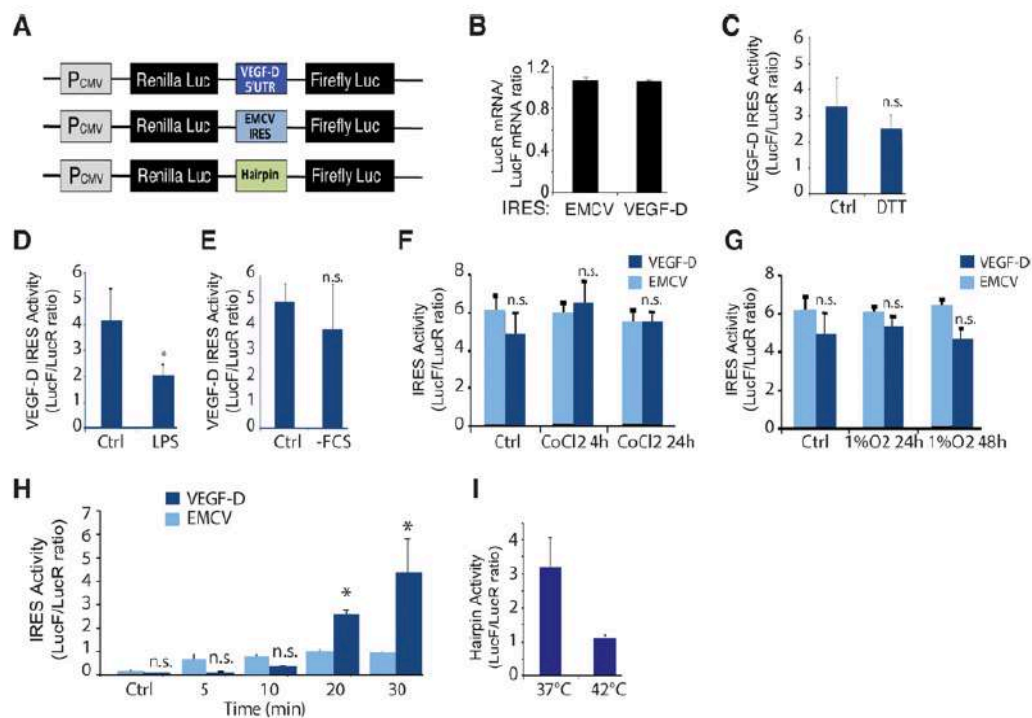 A
PCMV Renilla Luc VEGF-D 5'UTR Firefly Luc
PCMV Renilla Luc EMCV IRES Firefly Luc
PCMV Renilla Luc Hairpin Firefly Luc
B
LucR mRNA/
LucF mRNA ratio
1.2
0.8
0.4
0
IRES: EMCV VEGF-D
C
VEGF-D IRES Activity
(LucF/LucR ratio)
6
5
4
3
2
1
0
n.s.
Ctrl DTT
D
VEGF-D IRES Activity
(LucF/LucR ratio)
6
5
4
3
2
1
0
*
Ctrl LPS
E
VEGF-D IRES Activity
(LucF/LucR ratio)
6
5
4
3
2
1
0
n.s.
Ctrl -FCS
F
VEGF-D
EMCV
IRES Activity
(LucF/LucR ratio)
8
6
4
2
0
n.s.
n.s.
n.s.
Ctrl CoCl2 4h CoCl2 24h
G
VEGF-D
EMCV
IRES Activity
(LucF/LucR ratio)
8
6
4
2
0
n.s.
n.s.
n.s.
Ctrl 1%O2 24h 1%O2 48h
H
VEGF-D
EMCV
IRES Activity
(LucF/LucR ratio)
7
6
5
4
3
2
1
0
n.s.
n.s.
n.s.
*
*
Ctrl 5 10 20 30
Time (min)
I
Hairpin Activity
(LucF/LucR ratio)
4
3
2
1
0
37°C 42°C